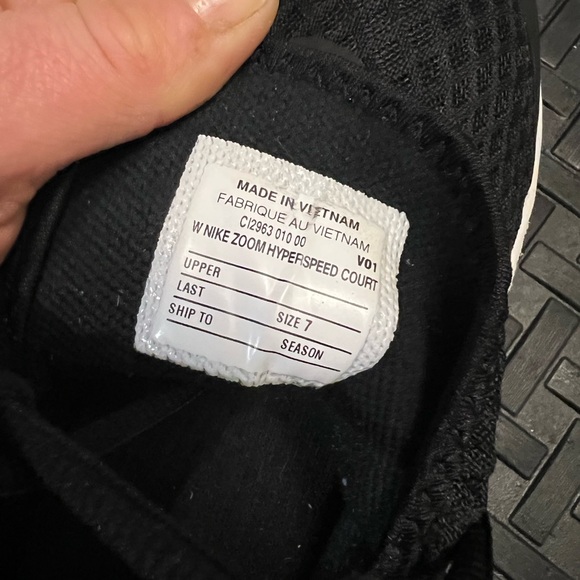 MADE IN VIETNAM
FABRIQUE AU VIETNAM
CI2963 010 00
V01
W NIKE ZOOM HYPERSPEED COURT
UPPER
LAST
SIZE 7
SHIP TO
SEASON